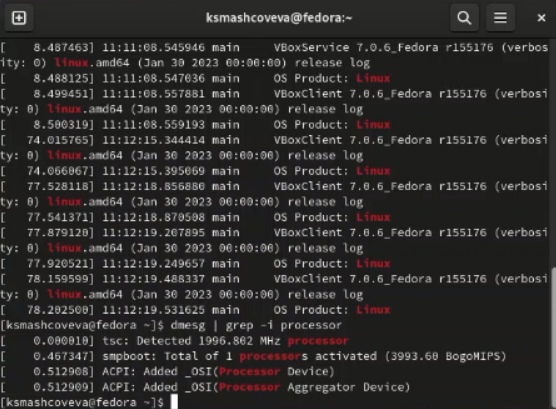 ksmashcoveva@fedora:~
[    8.487463] 11:11:08.545946 main     VBoxService 7.0.6_Fedora r155176 (verbos
ity: 0) linux.amd64 (Jan 30 2023 00:00:00) release log
[    8.488125] 11:11:08.547036 main     OS Product: Linux
[    8.499451] 11:11:08.557881 main     VBoxClient 7.0.6_Fedora r155176 (verbosi
ty: 0) linux.amd64 (Jan 30 2023 00:00:00) release log
[    8.500319] 11:11:08.559193 main     OS Product: Linux
[   74.015765] 11:12:15.344414 main     VBoxClient 7.0.6_Fedora r155176 (verbosi
ty: 0) linux.amd64 (Jan 30 2023 00:00:00) release log
[   74.066067] 11:12:15.395069 main     OS Product: Linux
[   77.528118] 11:12:18.856880 main     VBoxClient 7.0.6_Fedora r155176 (verbosi
ty: 0) linux.amd64 (Jan 30 2023 00:00:00) release log
[   77.541371] 11:12:18.870508 main     OS Product: Linux
[   77.879120] 11:12:19.207895 main     VBoxClient 7.0.6_Fedora r155176 (verbosi
ty: 0) linux.amd64 (Jan 30 2023 00:00:00) release log
[   77.920521] 11:12:19.249657 main     OS Product: Linux
[   78.159599] 11:12:19.488337 main     VBoxClient 7.0.6_Fedora r155176 (verbosi
ty: 0) linux.amd64 (Jan 30 2023 00:00:00) release log
[   78.202500] 11:12:19.531625 main     OS Product: Linux
[ksmashcoveva@fedora ~]$ dmesg | grep -i processor
[    0.000010] tsc: Detected 1996.802 MHz processor
[    0.467347] smpboot: Total of 1 processors activated (3993.60 BogoMIPS)
[    0.512908] ACPI: Added _OSI(Processor Device)
[    0.512909] ACPI: Added _OSI(Processor Aggregator Device)
[ksmashcoveva@fedora ~]$